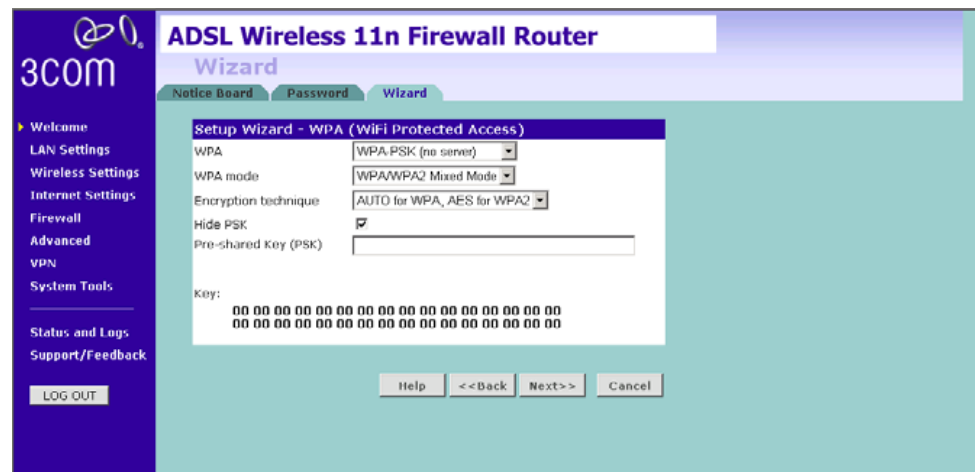 3COM
ADSL Wireless 11n Firewall Router
Wizard
Notice Board Password Wizard
Welcome
LAN Settings
Wireless Settings
Internet Settings
Firewall
Advanced
VPN
System Tools
Status and Logs
Support/Feedback
LOG OUT
Setup Wizard - WPA (WiFi Protected Access)
WPA WPA-PSK (no server)
WPA mode WPA/WPA2 Mixed Mode
Encryption technique AUTO for WPA, AES for WPA2
Hide PSK
Pre-shared Key (PSK)
Key:
00 00 00 00 00 00 00 00 00 00 00 00 00 00 00 00
00 00 00 00 00 00 00 00 00 00 00 00 00 00 00 00
Help <<Back Next>> Cancel